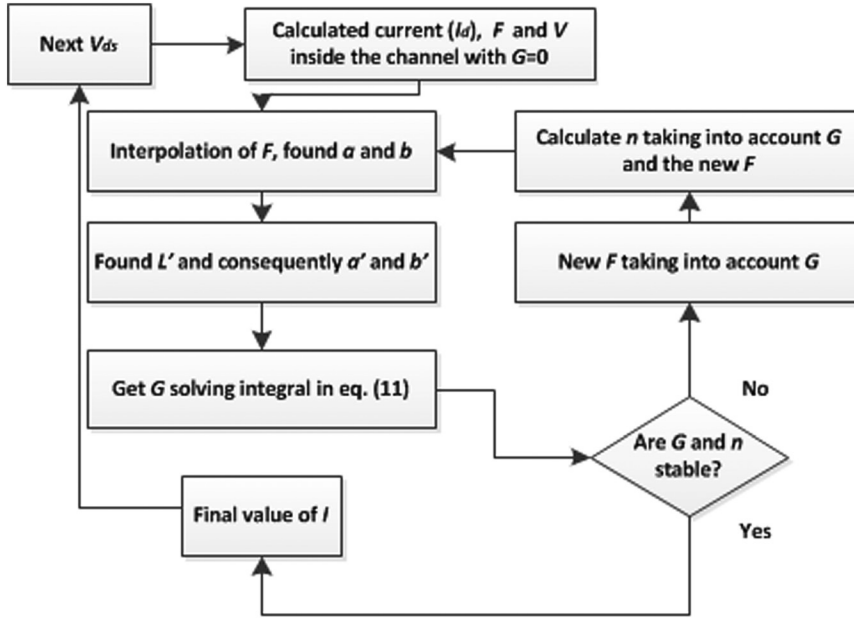 Next Vds
Calculated current (Id), F and V
inside the channel with G=0
Interpolation of F, found a and b
Calculate n taking into account G
and the new F
Found L' and consequently a' and b'
New F taking into account G
Get G solving integral in eq. (11)
No
Are G and n
stable?
Final value of I
Yes